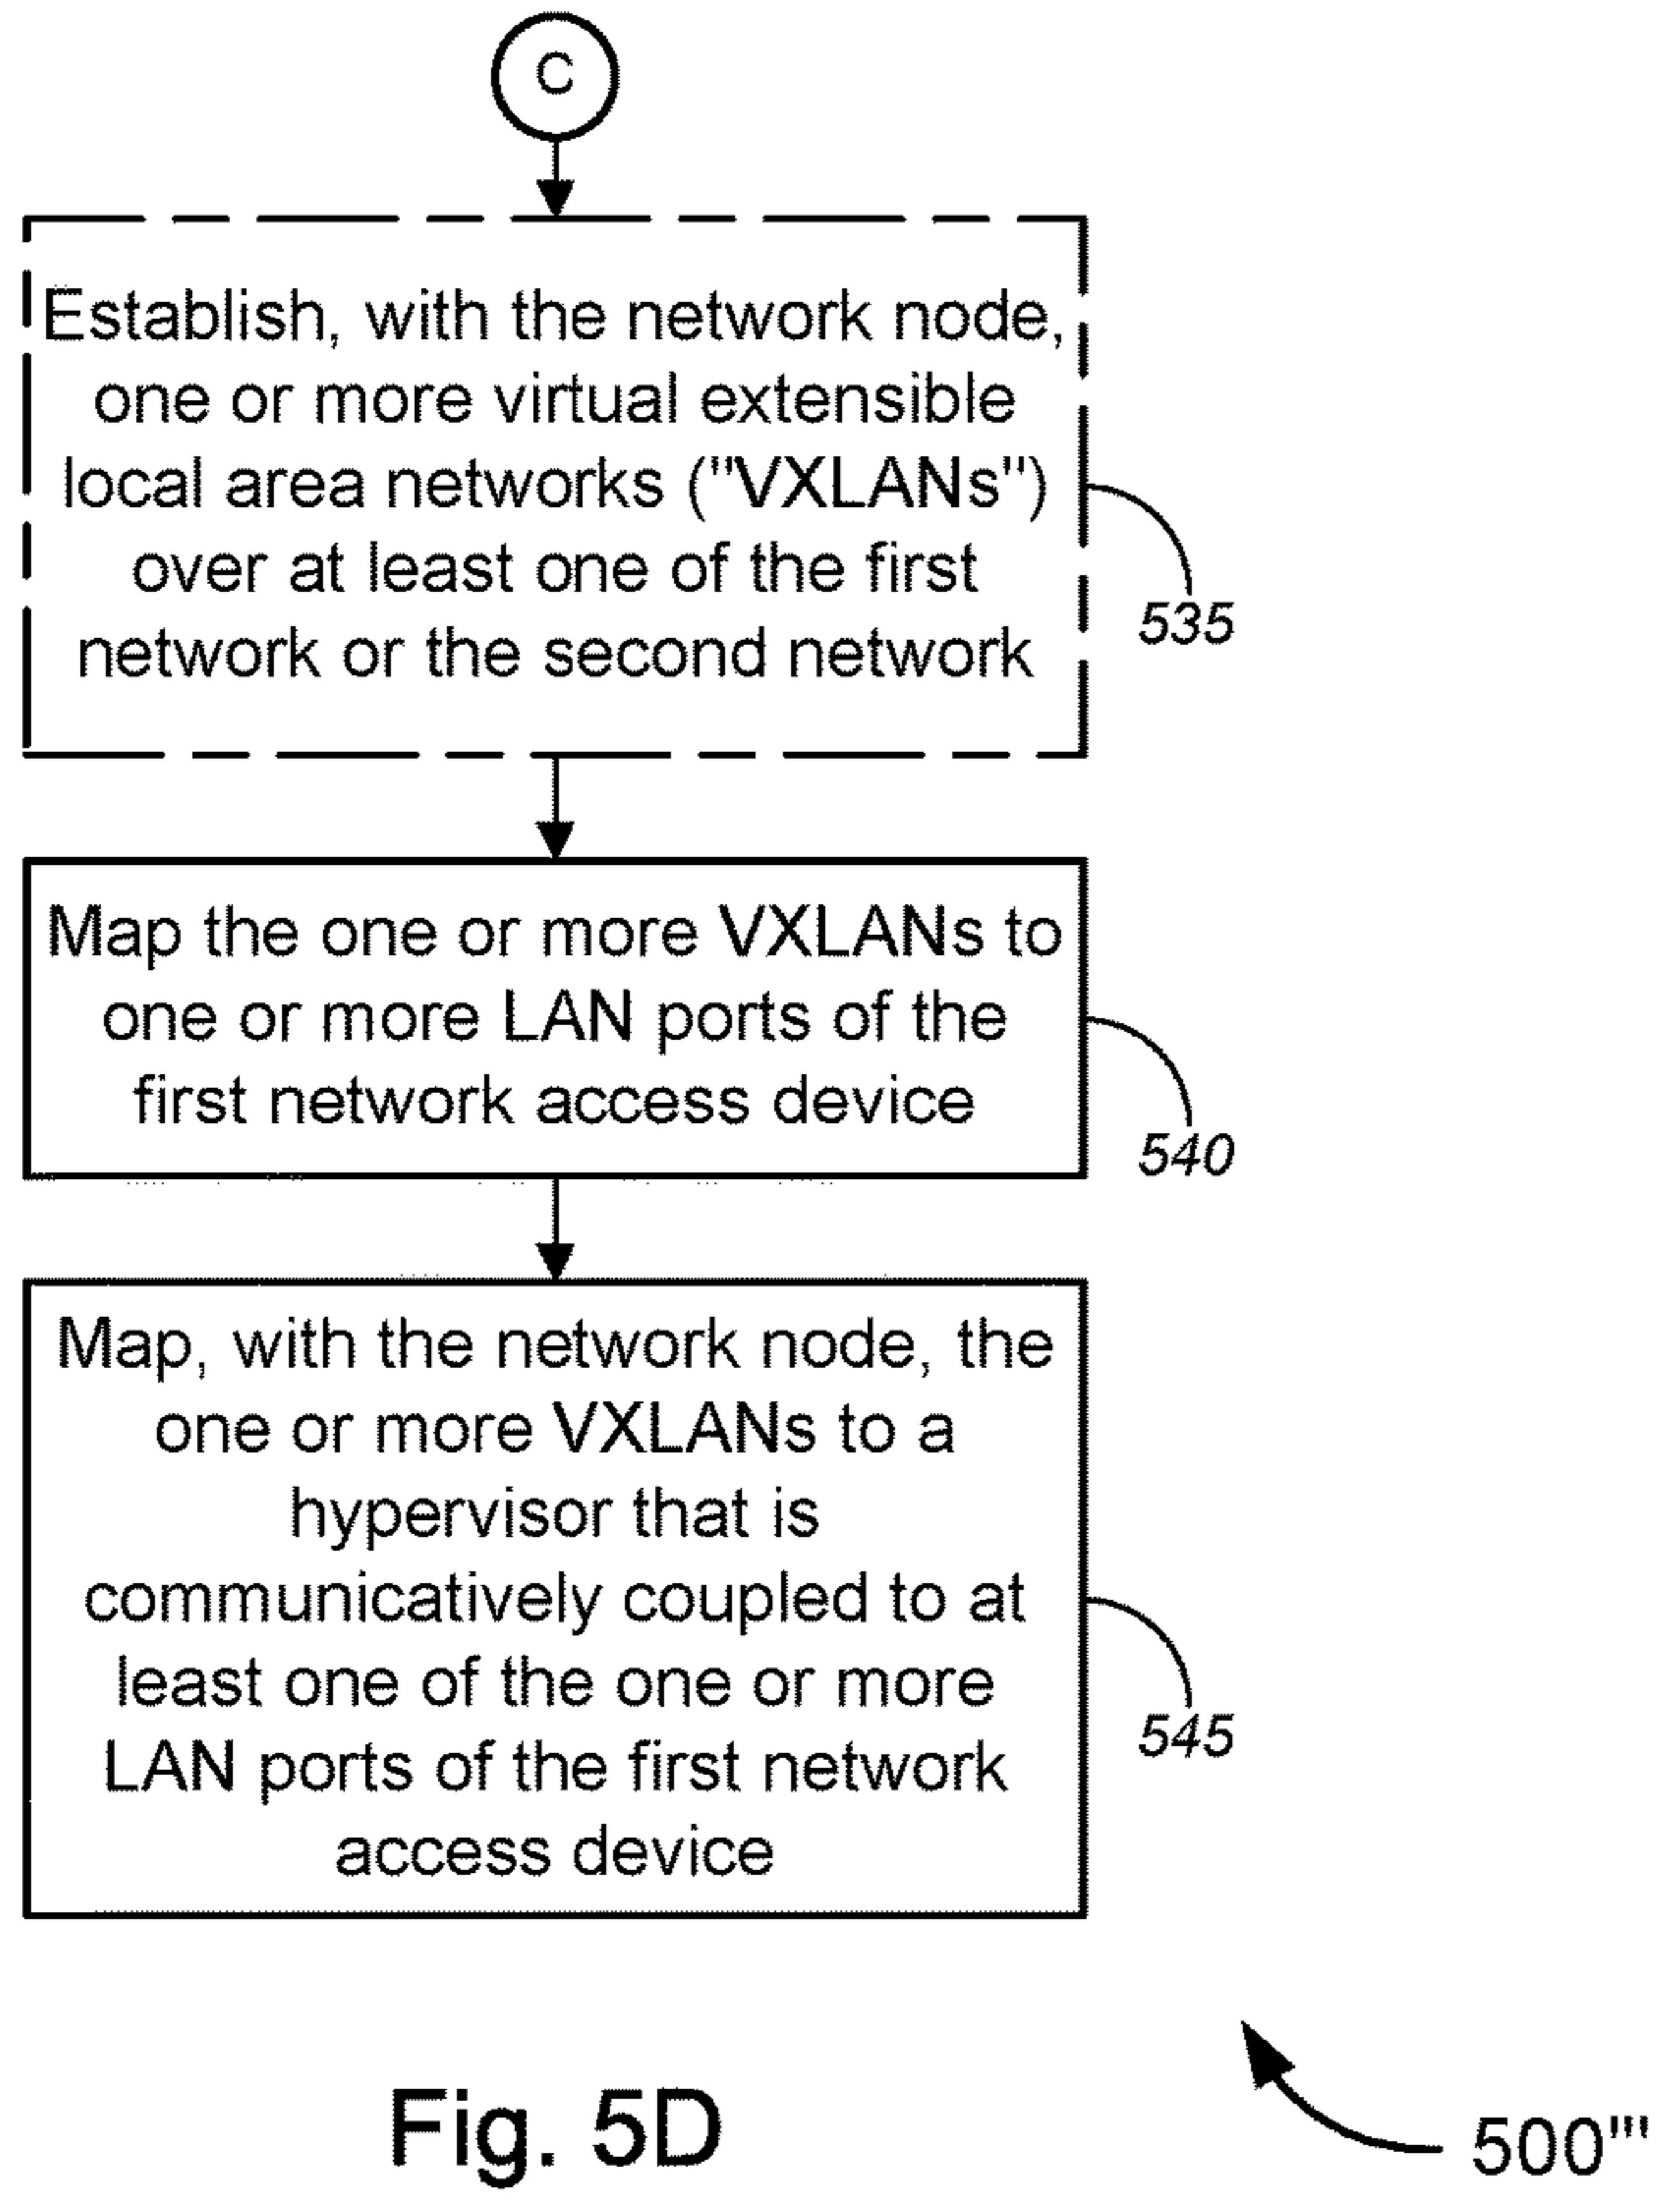 C
Establish, with the network node,
one or more virtual extensible
local area networks ("VXLANs")
over at least one of the first
network or the second network
535
Map the one or more VXLANs to
one or more LAN ports of the
first network access device
540
Map, with the network node, the
one or more VXLANs to a
hypervisor that is
communicatively coupled to at
least one of the one or more
LAN ports of the first network
access device
545
Fig. 5D
500'''